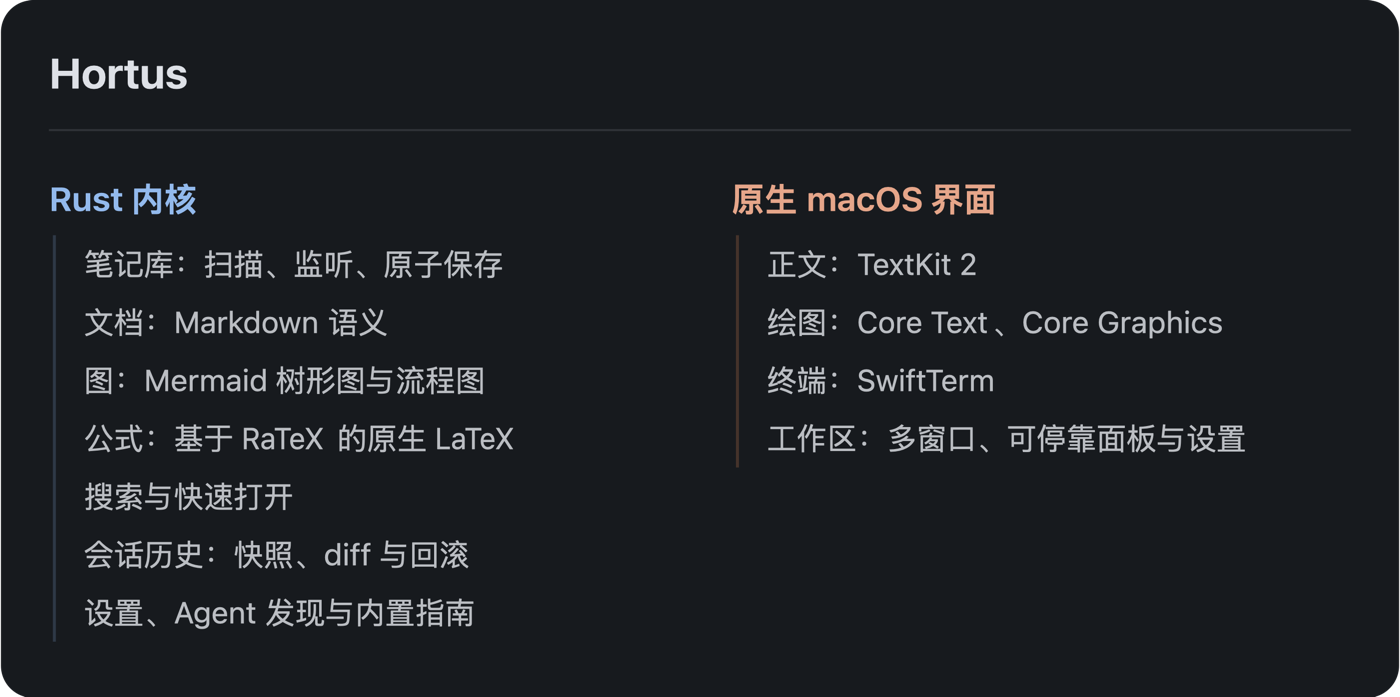 Hortus
Rust 内核
笔记库：扫描、监听、原子保存
文档：Markdown 语义
图：Mermaid 树形图与流程图
公式：基于 RaTeX 的原生 LaTeX
搜索与快速打开
会话历史：快照、diff 与回滚
设置、Agent 发现与内置指南
原生 macOS 界面
正文：TextKit 2
绘图：Core Text、Core Graphics
终端：SwiftTerm
工作区：多窗口、可停靠面板与设置